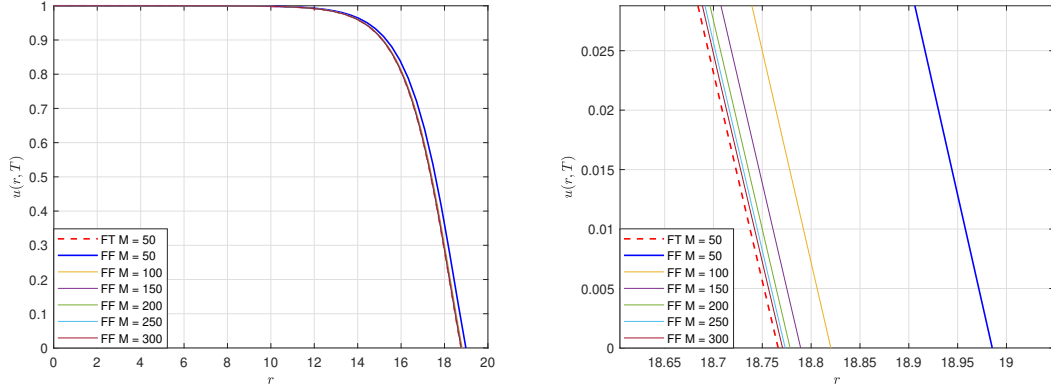 1
0.9
0.8
0.7
0.6
0.5
0.4
0.3
0.2
0.1
0
u(r, T)
FT M = 50
FF M = 50
FF M = 100
FF M = 150
FF M = 200
FF M = 250
FF M = 300
0 2 4 6 8 10 12 14 16 18 20
r
0.025
0.02
0.015
0.01
0.005
0
u(r, T)
FT M = 50
FF M = 50
FF M = 100
FF M = 150
FF M = 200
FF M = 250
FF M = 300
18.65 18.7 18.75 18.8 18.85 18.9 18.95 19
r